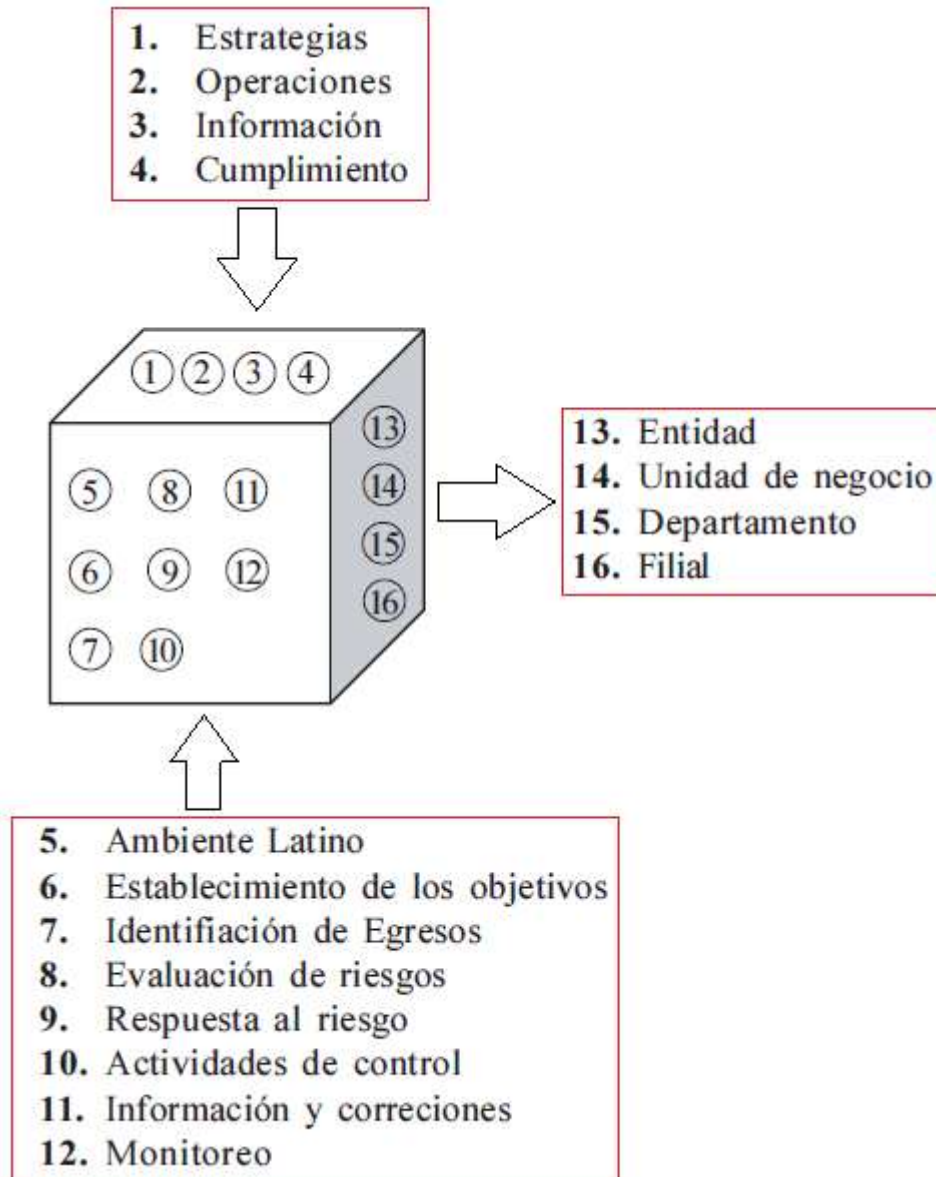 1. Estrategias
2. Operaciones
3. Información
4. Cumplimiento
1 2 3 4
13
14
15
16
5 8 11
6 9 12
7 10
13. Entidad
14. Unidad de negocio
15. Departamento
16. Filial
5. Ambiente Latino
6. Establecimiento de los objetivos
7. Identifiación de Egresos
8. Evaluación de riesgos
9. Respuesta al riesgo
10. Actividades de control
11. Información y correciones
12. Monitoreo